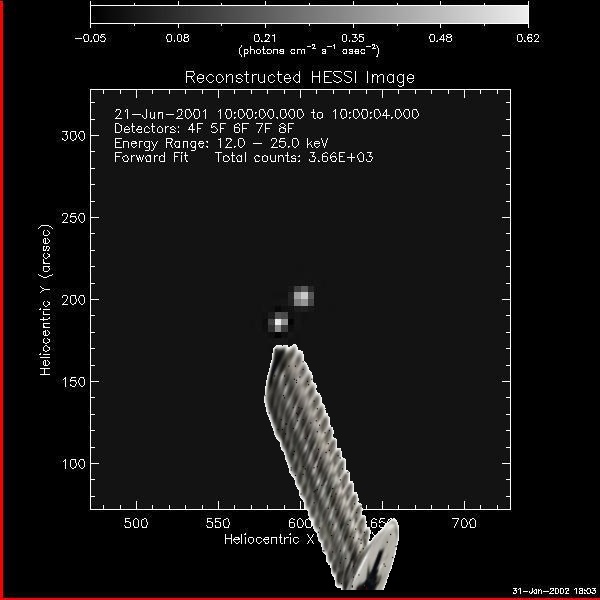 -0.05 0.08 0.21 0.35 0.48 0.62
(photons cm⁻² s⁻¹ asec⁻²)
Reconstructed HESSI Image
21-Jun-2001 10:00:00.000 to 10:00:04.000
Detectors: 4F 5F 6F 7F 8F
Energy Range: 12.0 - 25.0 keV
Forward Fit Total counts: 3.66E+03
Heliocentric Y (arcsec)
300
250
200
150
100
500 550 600 650 700
Heliocentric X
31-Jan-2002 18:03